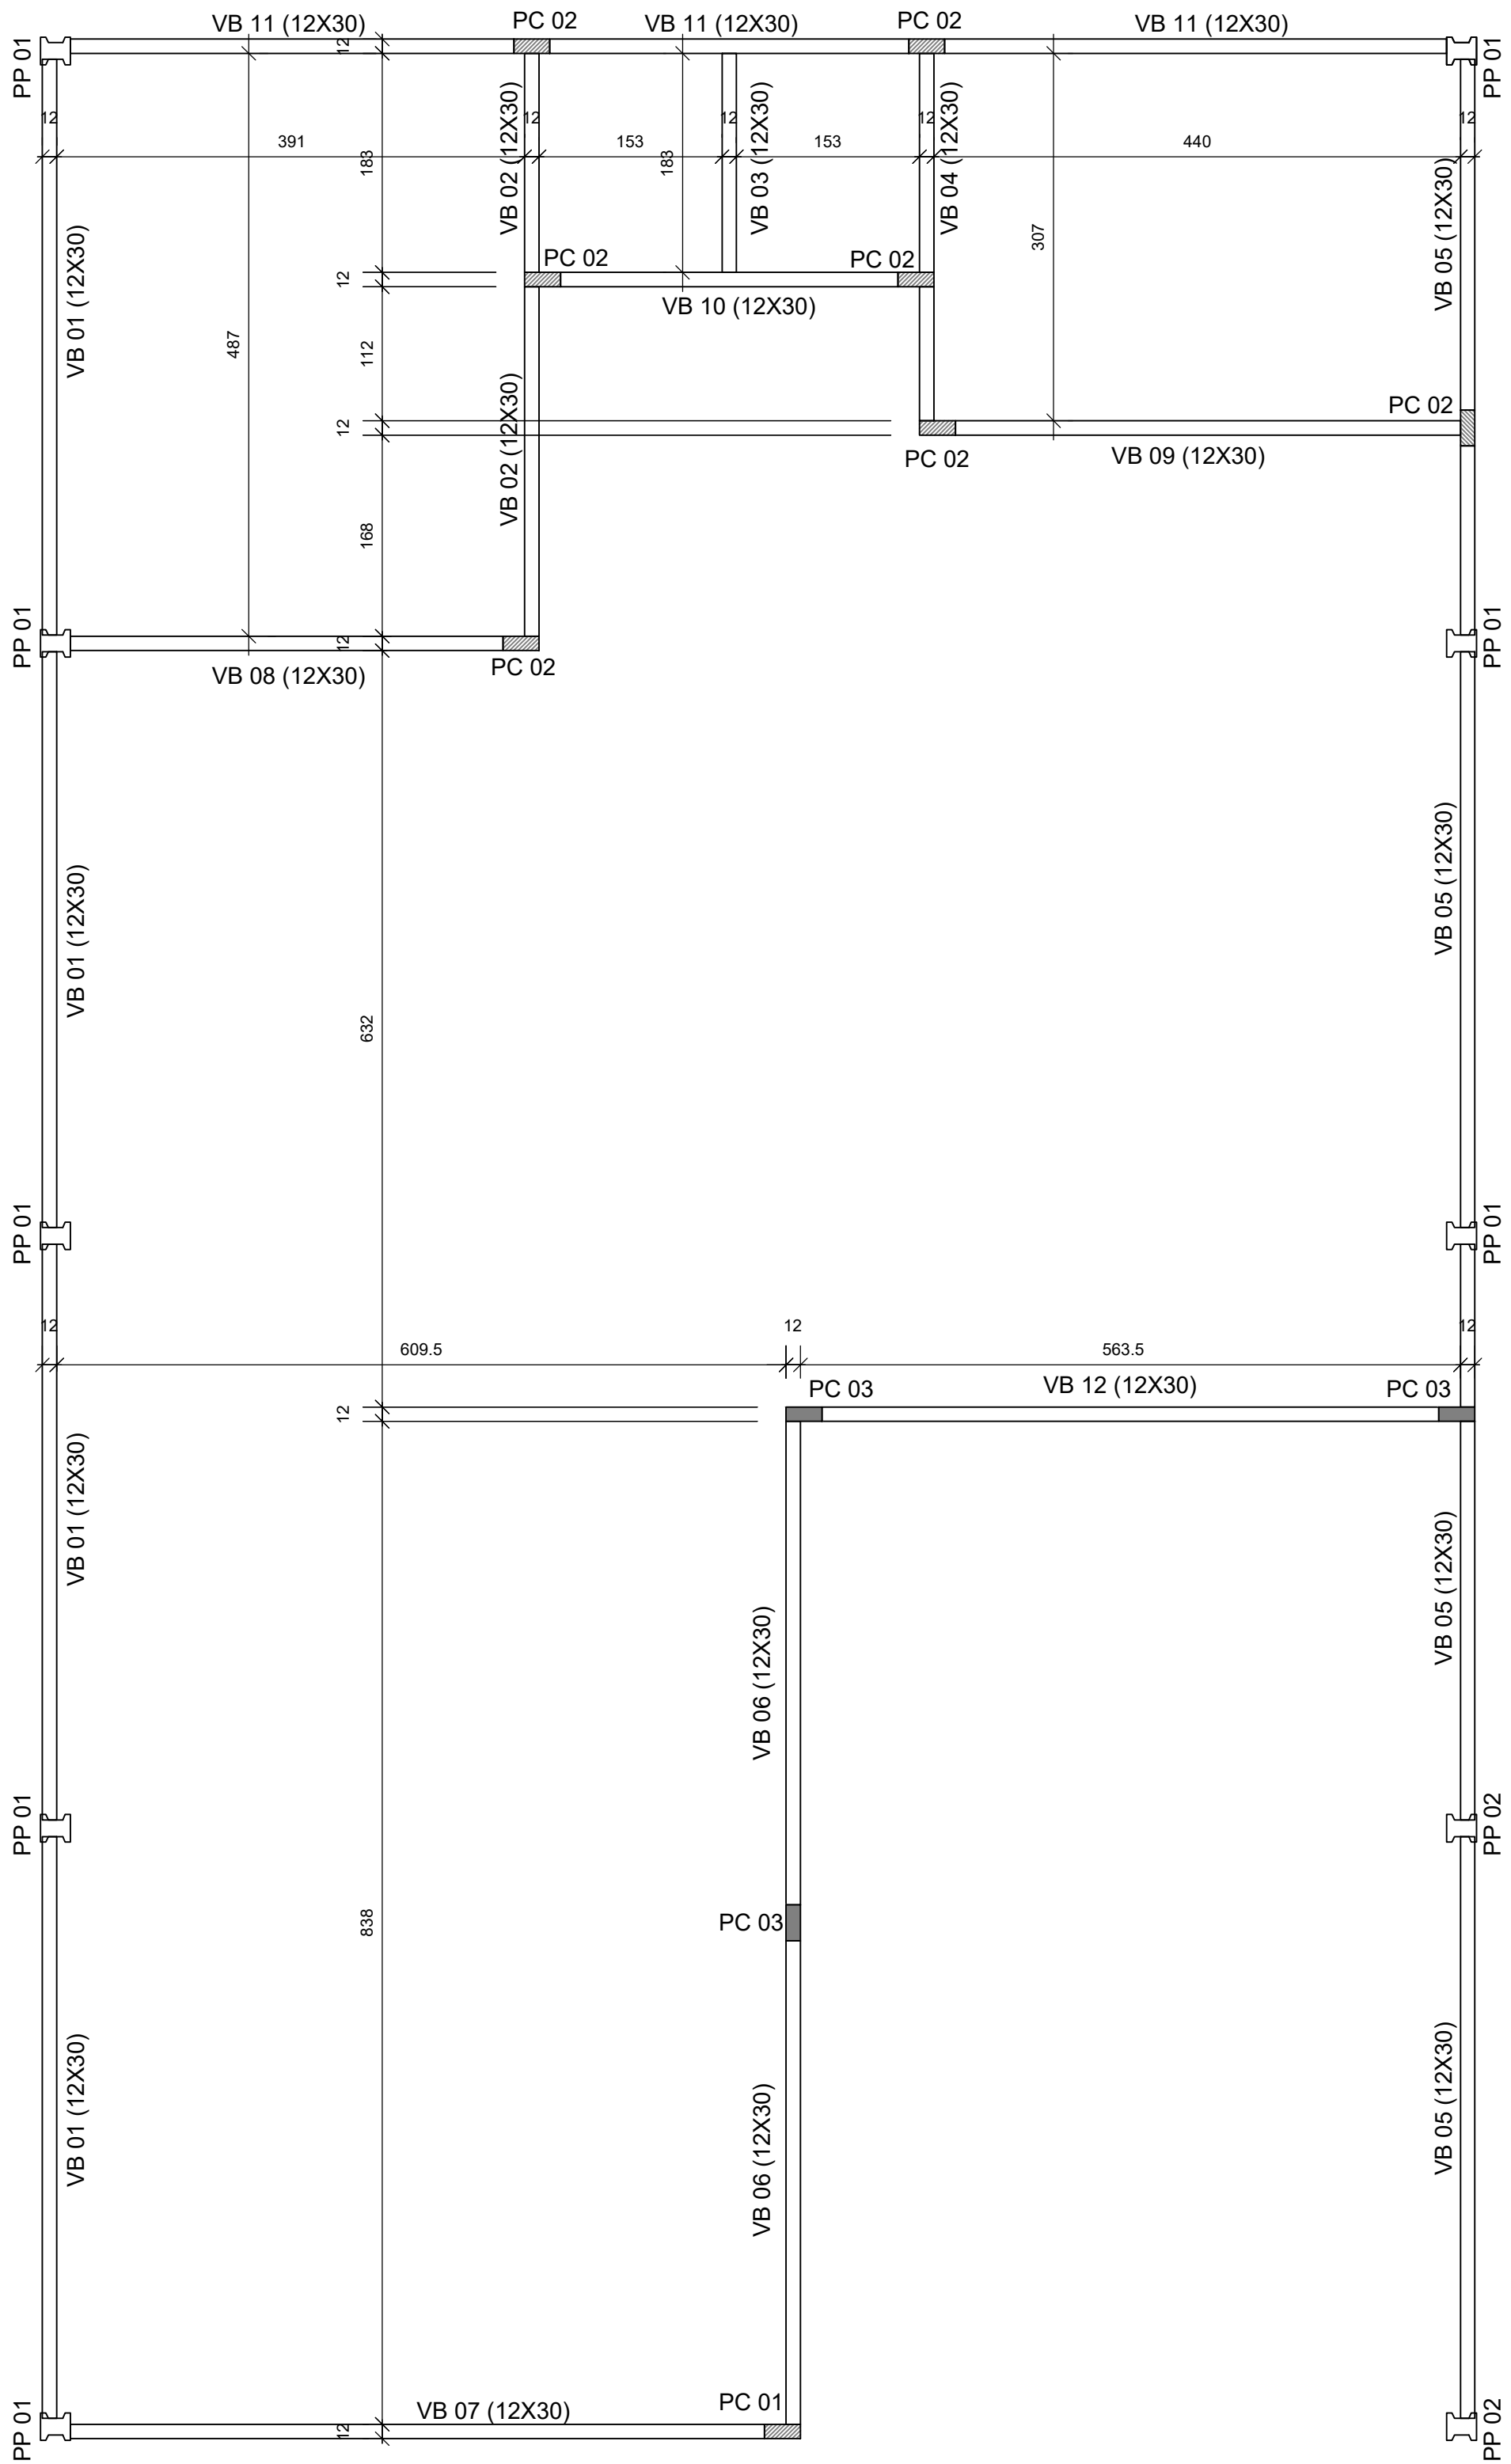 VB 11 (12X30)
PC 02
VB 11 (12X30)
PC 02
VB 11 (12X30)
PP 01
12
PP 01
12
VB 02 (12X30)
12
12
VB 03 (12X30)
12
VB 04 (12X30)
12
391
183
153
183
153
440
VB 01 (12X30)
307
VB 05 (12X30)
PC 02
PC 02
12
VB 10 (12X30)
487
112
VB 02 (12X30)
PC 02
12
PC 02
VB 09 (12X30)
168
PP 01
12
PC 02
VB 08 (12X30)
PP 01
VB 01 (12X30)
VB 05 (12X30)
632
PP 01
PP 01
12
12
12
609.5
563.5
PC 03
VB 12 (12X30)
PC 03
12
VB 01 (12X30)
VB 05 (12X30)
VB 06 (12X30)
PP 01
PP 02
838
PC 03
VB 01 (12X30)
VB 06 (12X30)
VB 05 (12X30)
PP 01
VB 07 (12X30)
12
PC 01
PP 02